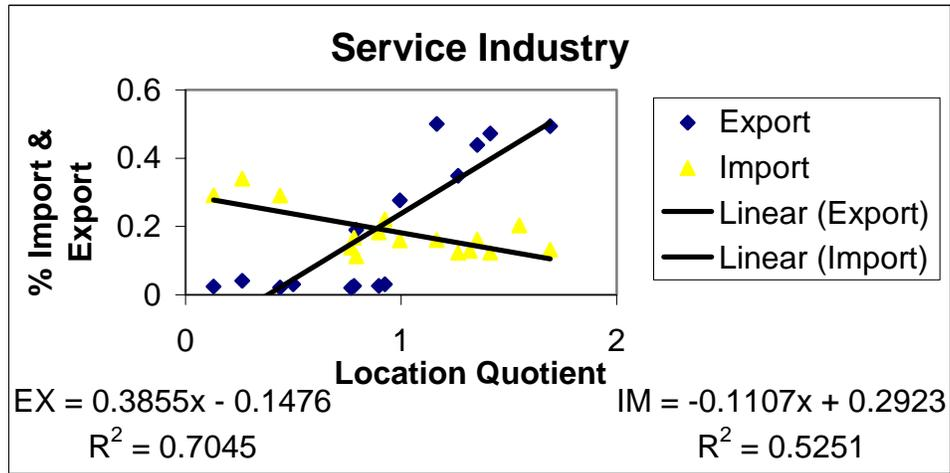 Service Industry
% Import &
Export
0.6
0.4
0.2
0
0 1 2
Location Quotient
Export
Import
Linear (Export)
Linear (Import)
EX = 0.3855x - 0.1476
R² = 0.7045
IM = -0.1107x + 0.2923
R² = 0.5251